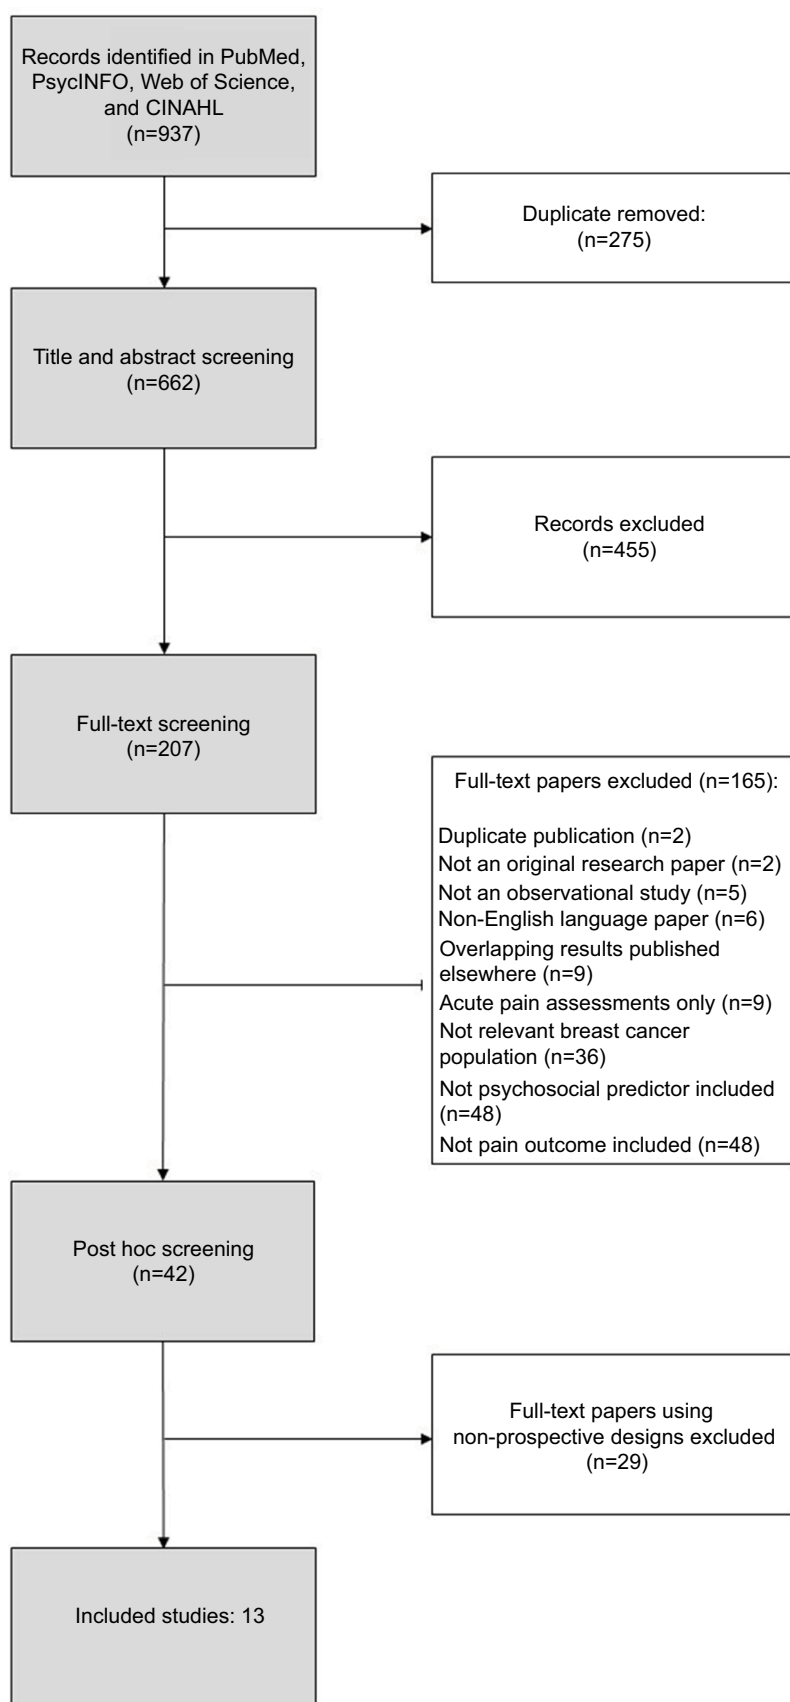 Records identified in PubMed,
PsycINFO, Web of Science,
and CINAHL
(n=937)
Duplicate removed:
(n=275)
Title and abstract screening
(n=662)
Records excluded
(n=455)
Full-text screening
(n=207)
Full-text papers excluded (n=165):
Duplicate publication (n=2)
Not an original research paper (n=2)
Not an observational study (n=5)
Non-English language paper (n=6)
Overlapping results published
elsewhere (n=9)
Acute pain assessments only (n=9)
Not relevant breast cancer
population (n=36)
Not psychosocial predictor included
(n=48)
Not pain outcome included (n=48)
Post hoc screening
(n=42)
Full-text papers using
non-prospective designs excluded
(n=29)
Included studies: 13